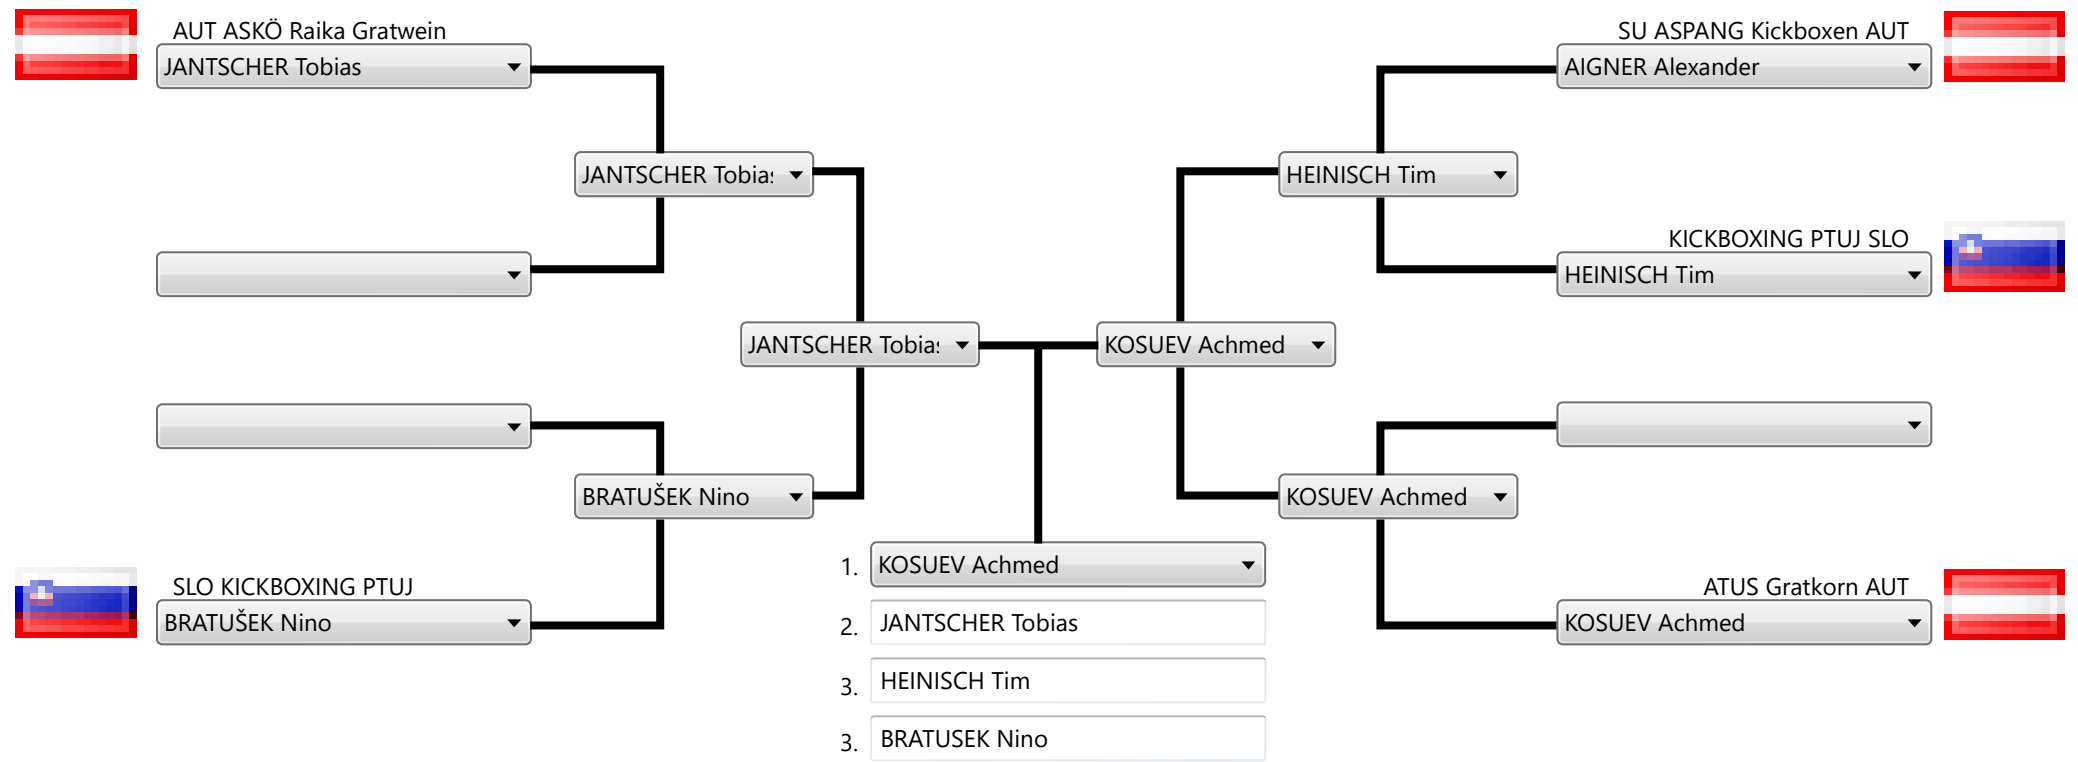 AUT ASKÖ Raika Gratwein
JANTSCHER Tobias
SU ASPANG Kickboxen AUT
AIGNER Alexander
JANTSCHER Tobias
HEINISCH Tim
KICKBOXING PTUJ SLO
HEINISCH Tim
JANTSCHER Tobias
KOSUEV Achmed
BRATUŠEK Nino
KOSUEV Achmed
SLO KICKBOXING PTUJ
BRATUŠEK Nino
ATUS Gratkorn AUT
KOSUEV Achmed
1. KOSUEV Achmed
2. JANTSCHER Tobias
3. HEINISCH Tim
3. BRATUSEK Nino